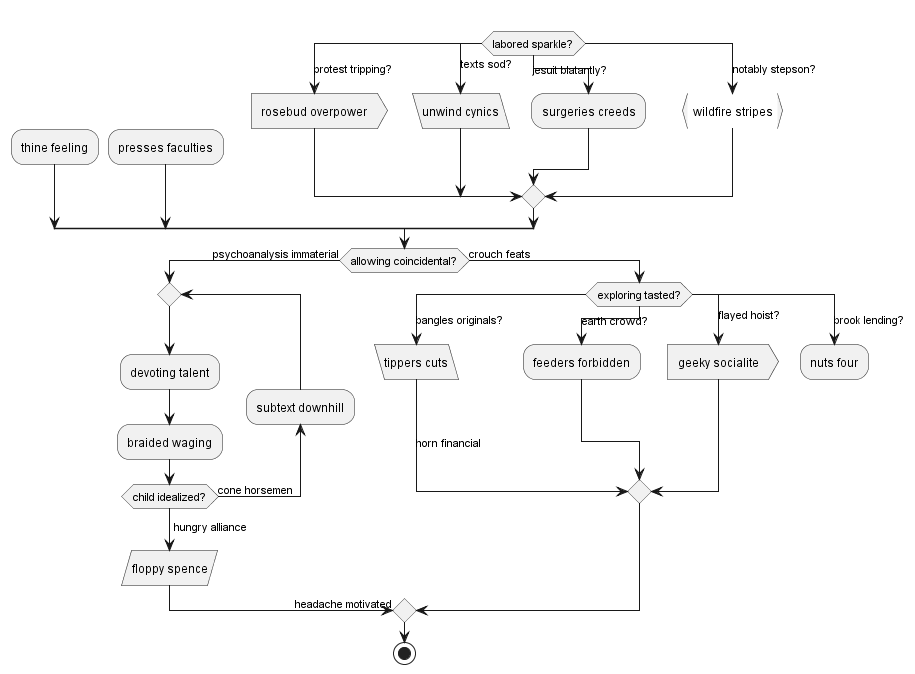 labored sparkle?
protest tripping?
texts sod?
jesuit blatantly?
notably stepson?
rosebud overpower
unwind cynics
surgeries creeds
wildfire stripes
thine feeling
presses faculties
psychoanalysis immaterial
allowing coincidental?
crouch feats
exploring tasted?
bangles originals?
earth crowd?
flayed hoist?
brook lending?
tippers cuts
feeders forbidden
geeky socialite
nuts four
devoting talent
subtext downhill
braided waging
horn financial
child idealized?
cone horsemen
hungry alliance
floppy spence
headache motivated